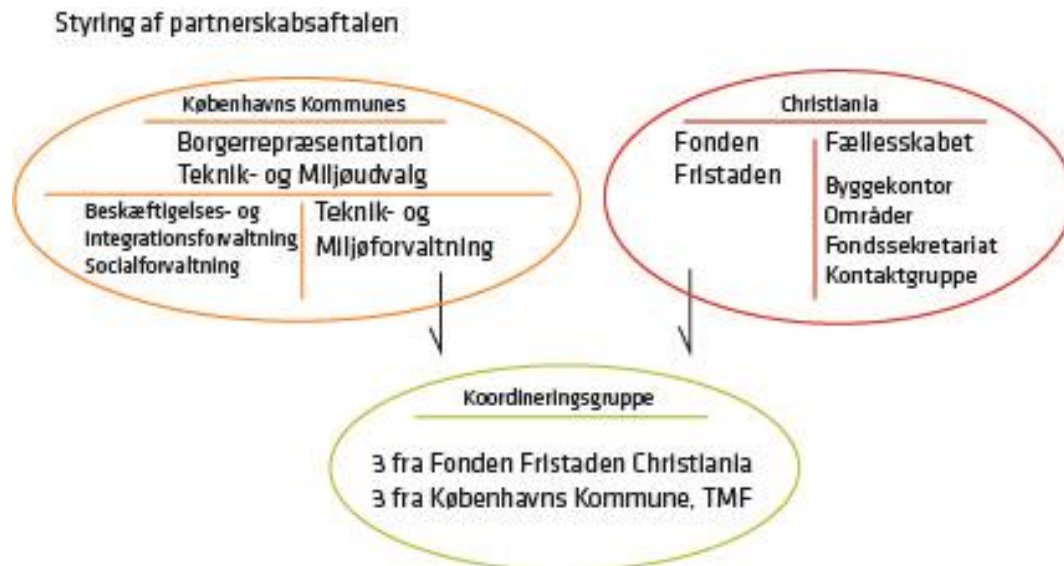 Styring af partnerskabsaftalen
Københavns Kommunes
Borgerrepræsentation
Teknik- og Miljøudvalg
Beskæftigelses- og
Integrationsforvaltning
Socialforvaltning
Teknik- og
Miljøforvaltning
Christiania
Fonden
Fristaden
Fællesskabet
Byggekontor
Områder
Fondssekretariat
Kontaktgruppe
Koordineringsgruppe
3 fra Fonden Fristaden Christiania
3 fra Københavns Kommune, TMF